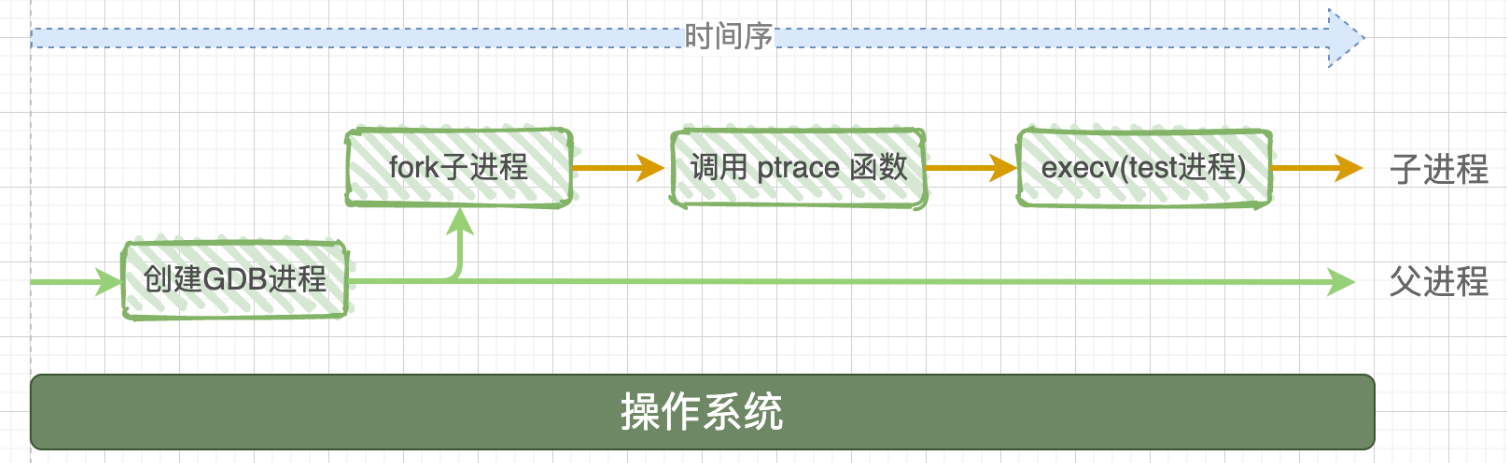 时间序
fork子进程
调用 ptrace 函数
execv(test进程)
子进程
创建GDB进程
父进程
操作系统